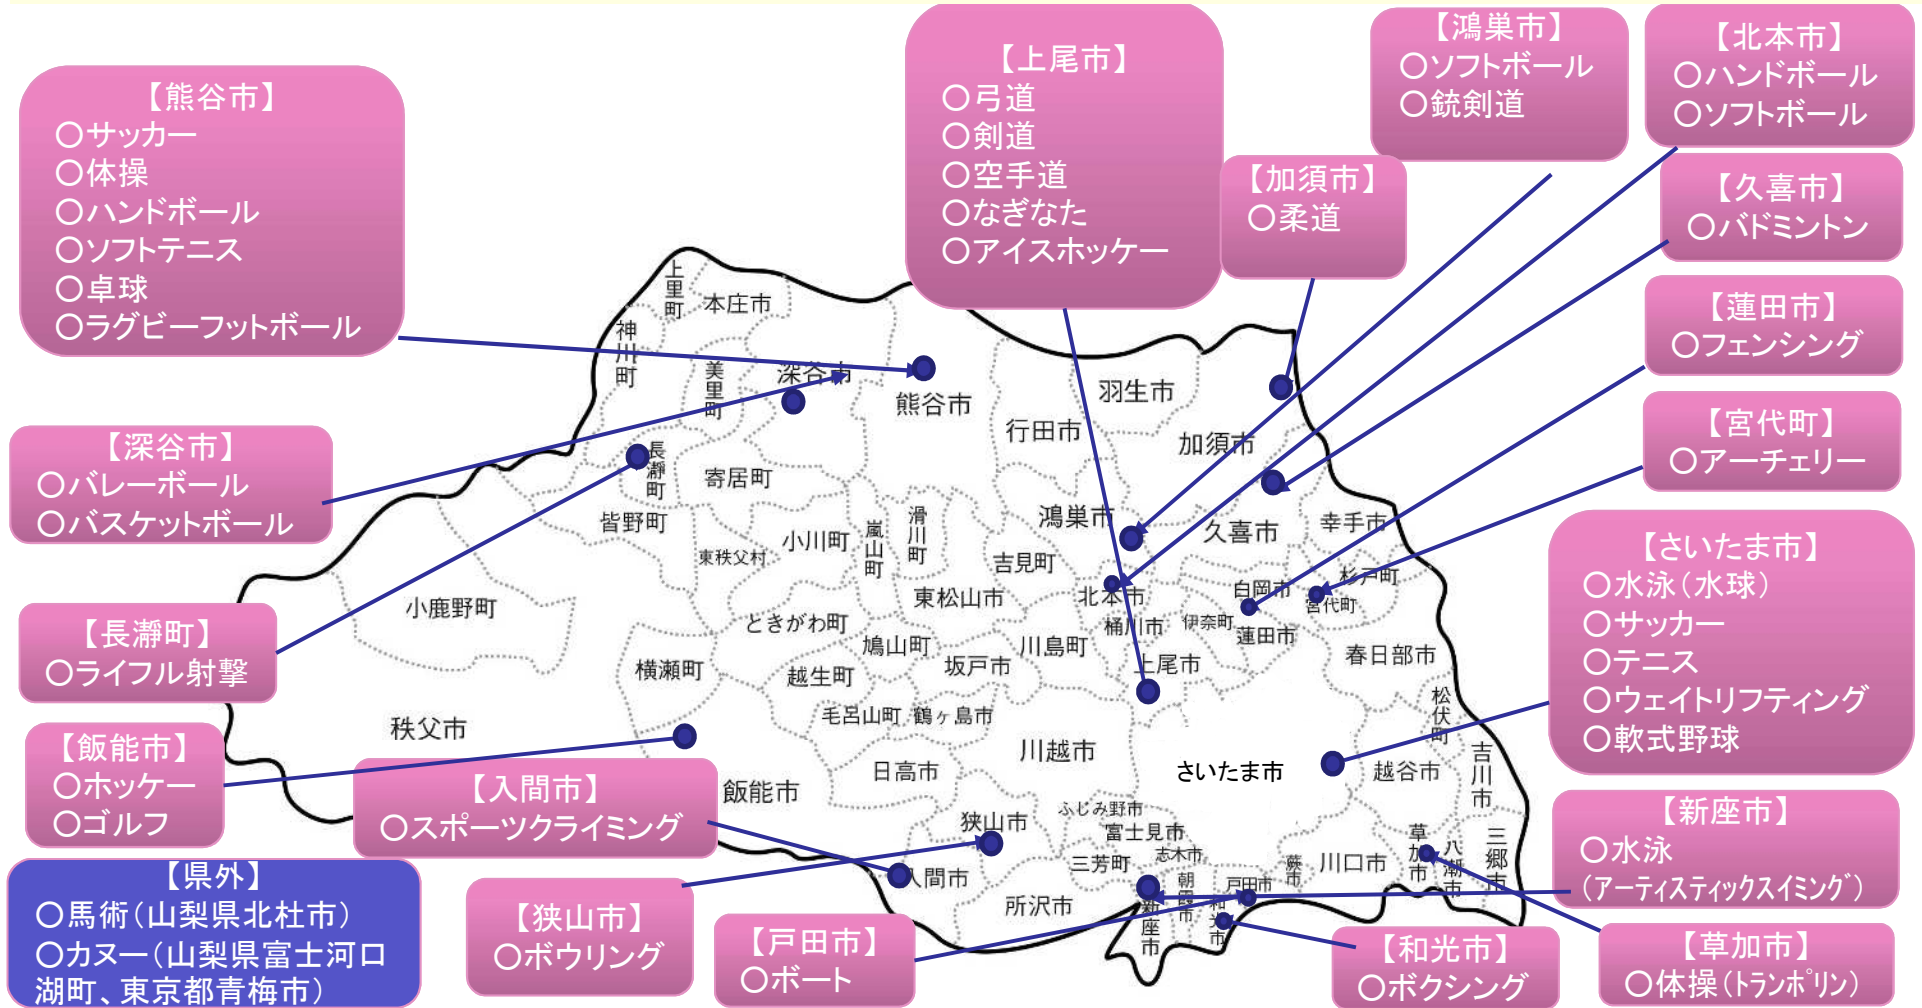 【熊谷市】
○サッカー
○体操
○ハンドボール
○ソフトテニス
○卓球
○ラグビーフットボール
【上尾市】
○弓道
○剣道
○空手道
○なぎなた
○アイスホッケー
【鴻巣市】
○ソフトボール
○銃剣道
【北本市】
○ハンドボール
○ソフトボール
【加須市】
○柔道
【久喜市】
○バドミントン
【蓮田市】
○フェンシング
【宮代町】
○アーチェリー
【深谷市】
○バレーボール
○バスケットボール
【さいたま市】
○水泳(水球)
○サッカー
○テニス
○ウェイトリフティング
○軟式野球
【長瀞町】
○ライフル射撃
【飯能市】
○ホッケー
○ゴルフ
【入間市】
○スポーツクライミング
【新座市】
○水泳
(アーティスティックスイミング)
【県外】
○馬術(山梨県北杜市)
○カヌー(山梨県富士河口
湖町、東京都青梅市)
【狭山市】
○ボウリング
【戸田市】
○ボート
【和光市】
○ボクシング
【草加市】
○体操(トランポリン)
上里町
本庄市
神川町
美里町
深谷市
熊谷市
羽生市
行田市
加須市
長瀞町
寄居町
皆野町
東秩父村
小川町
嵐山町
滑川町
吉見町
鴻巣市
久喜市
幸手市
小鹿野町
ときがわ町
東松山市
北本市
白岡市
杉戸町
宮代町
桶川市
伊奈町
蓮田市
横瀬町
鳩山町
越生町
坂戸市
川島町
上尾市
春日部市
松伏町
秩父市
毛呂山町
鶴ヶ島市
川越市
日高市
さいたま市
越谷市
吉川市
飯能市
狭山市
ふじみ野市
富士見市
三芳町
志木市
入間市
所沢市
新座市
朝霞市
和光市
戸田市
蕨市
川口市
草加市
八潮市
三郷市